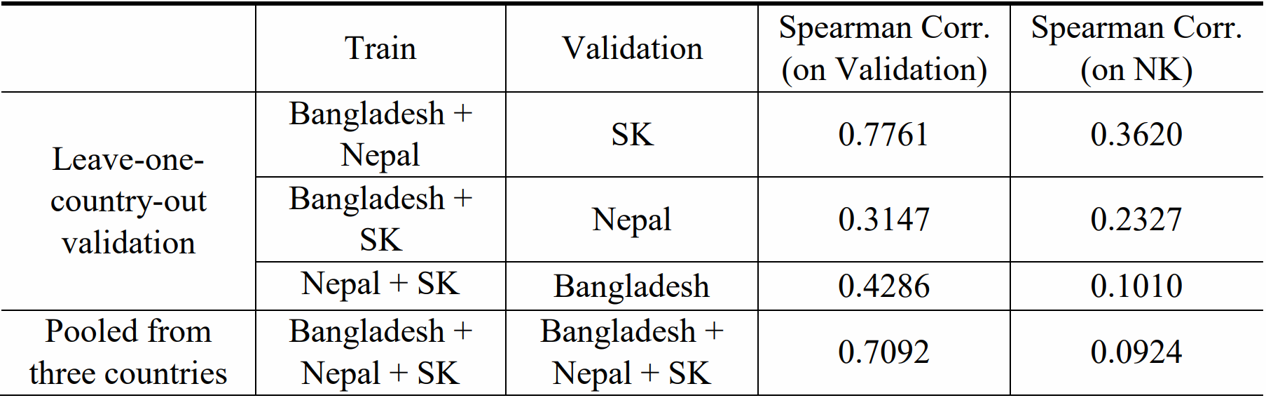 Train
Validation
Spearman Corr.
(on Validation)
Spearman Corr.
(on NK)
Leave-one-
country-out
validation
Bangladesh +
Nepal
SK
0.7761
0.3620
Bangladesh +
SK
Nepal
0.3147
0.2327
Nepal + SK
Bangladesh
0.4286
0.1010
Pooled from
three countries
Bangladesh +
Nepal + SK
Bangladesh +
Nepal + SK
0.7092
0.0924